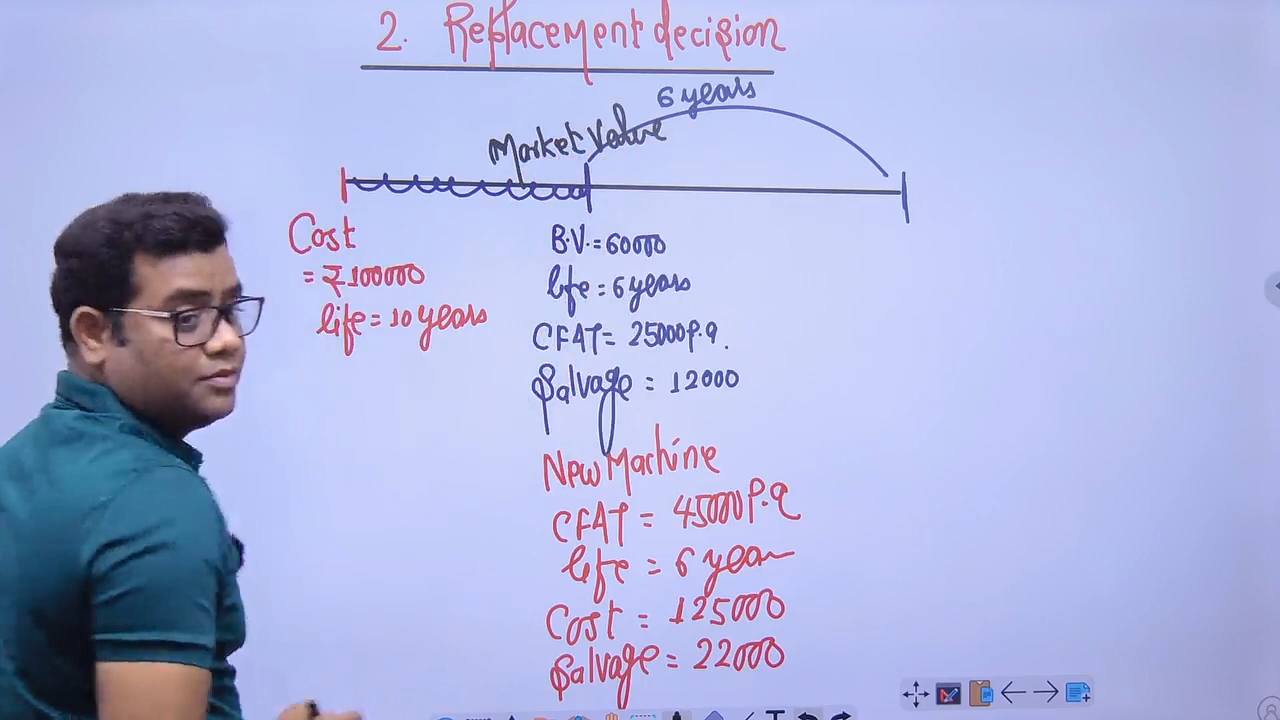 2. Replacement decision
6 years
Market Value
Cost
= ₹100000
life = 10 years
B.V. = 60000
life = 6 years
CFAT = 25000 p.a.
Salvage = 12000
New Machine
CFAT = 45000 p.a
life = 6 year
Cost = 125000
Salvage = 22000